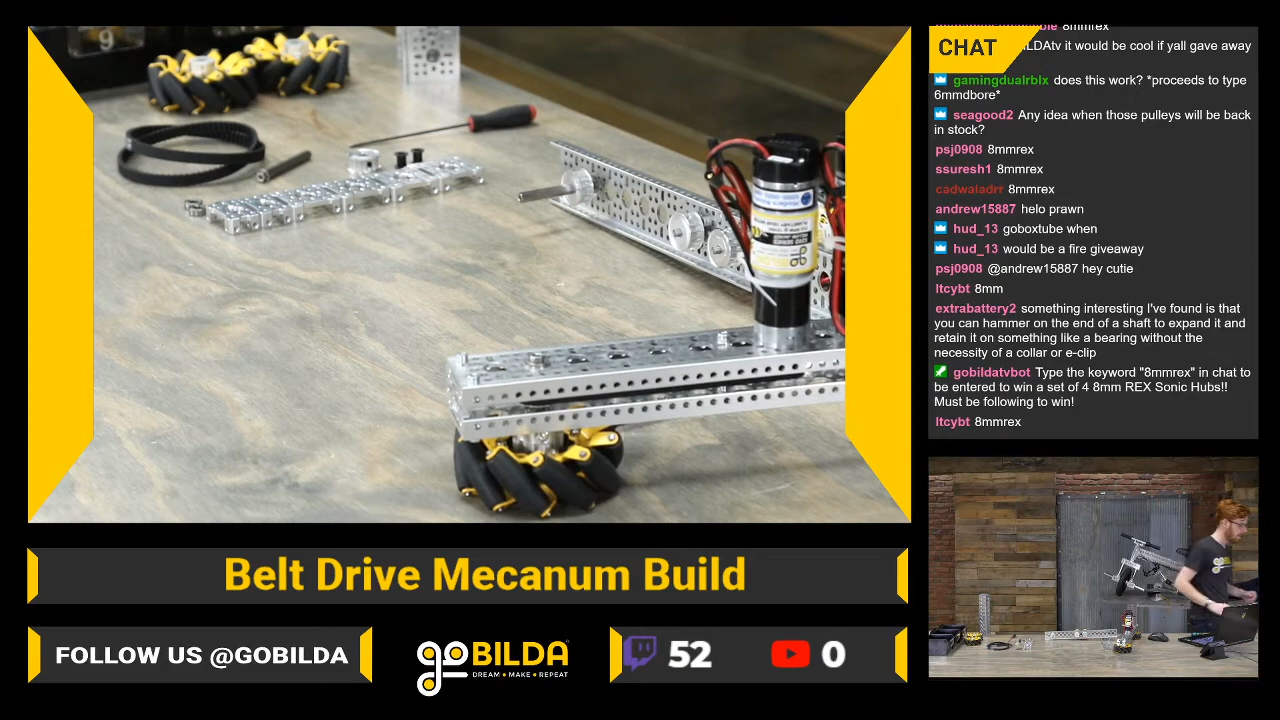 9
CHAT
8mmrex
ILDAtv it would be cool if yall gave away
gamingdualrblx does this work? *proceeds to type
6mmdbore*
seagood2 Any idea when those pulleys will be back
in stock?
psj0908 8mmrex
ssuresh1 8mmrex
cadwaladrr 8mmrex
andrew15887 helo prawn
hud_13 goboxtube when
hud_13 would be a fire giveaway
psj0908 @andrew15887 hey cutie
ltcybt 8mm
extrabattery2 something interesting I've found is that
you can hammer on the end of a shaft to expand it and
retain it on something like a bearing without the
necessity of a collar or e-clip
gobildatvbot Type the keyword "8mmrex" in chat to
be entered to win a set of 4 8mm REX Sonic Hubs!!
Must be following to win!
ltcybt 8mmrex
Belt Drive Mecanum Build
FOLLOW US @GOBILDA
goBILDA
DREAM • MAKE • REPEAT
52
0